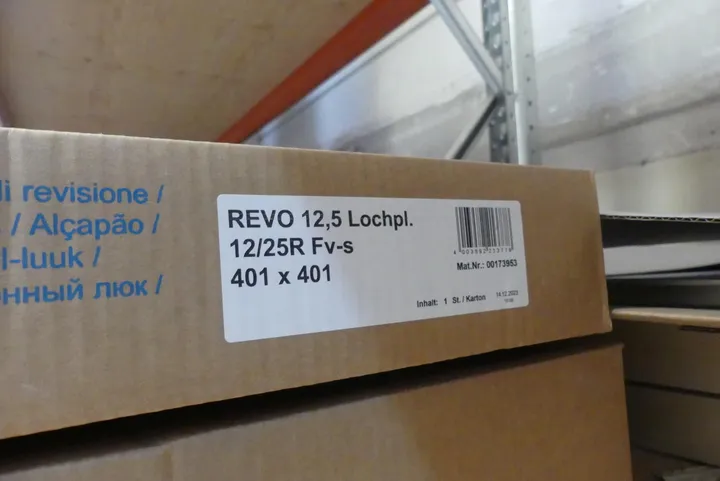 li revisione /
/ Alçapão /
l-luuk /
онный люк /
REVO 12,5 Lochpl.
12/25R Fv-s
401 x 401
Mat.Nr.: 00173953
Inhalt: 1 St. / Karton